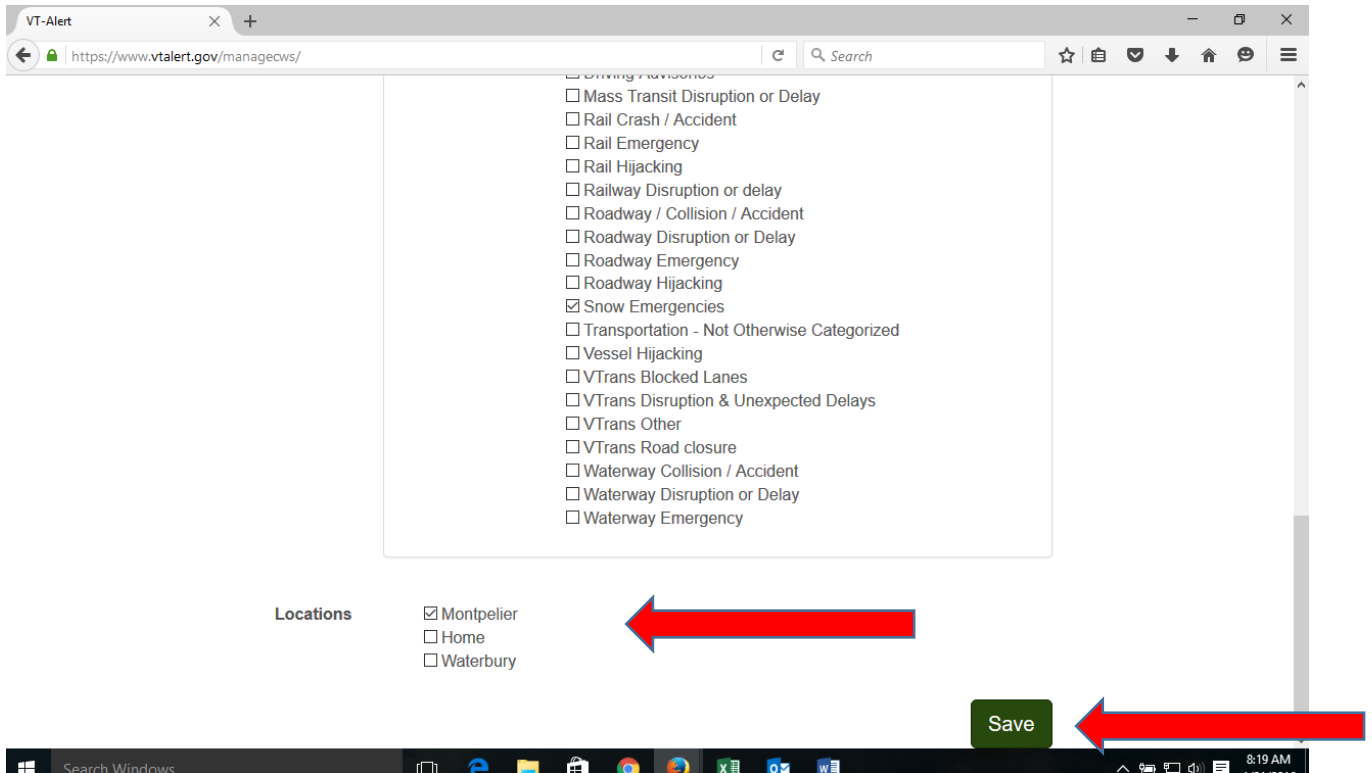 VT-Alert
https://www.vtalert.gov/managecws/
Search
Driving Advisories
Mass Transit Disruption or Delay
Rail Crash / Accident
Rail Emergency
Rail Hijacking
Railway Disruption or delay
Roadway / Collision / Accident
Roadway Disruption or Delay
Roadway Emergency
Roadway Hijacking
Snow Emergencies
Transportation - Not Otherwise Categorized
Vessel Hijacking
VTrans Blocked Lanes
VTrans Disruption & Unexpected Delays
VTrans Other
VTrans Road closure
Waterway Collision / Accident
Waterway Disruption or Delay
Waterway Emergency
Locations
Montpelier
Home
Waterbury
Save
Search Windows
8:19 AM